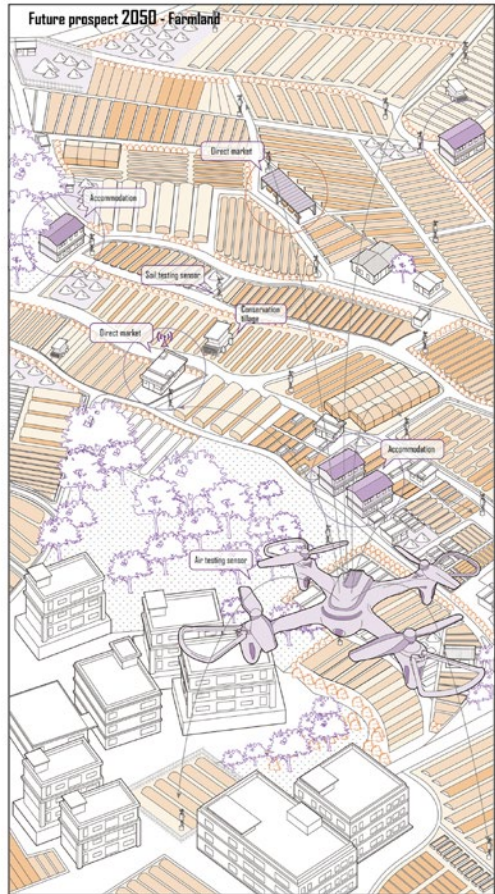 Future prospect 2050 - Farmland
Direct market
Accommodation
Soil testing sensor
Conservation
tillage
Direct market
Accommodation
Air testing sensor